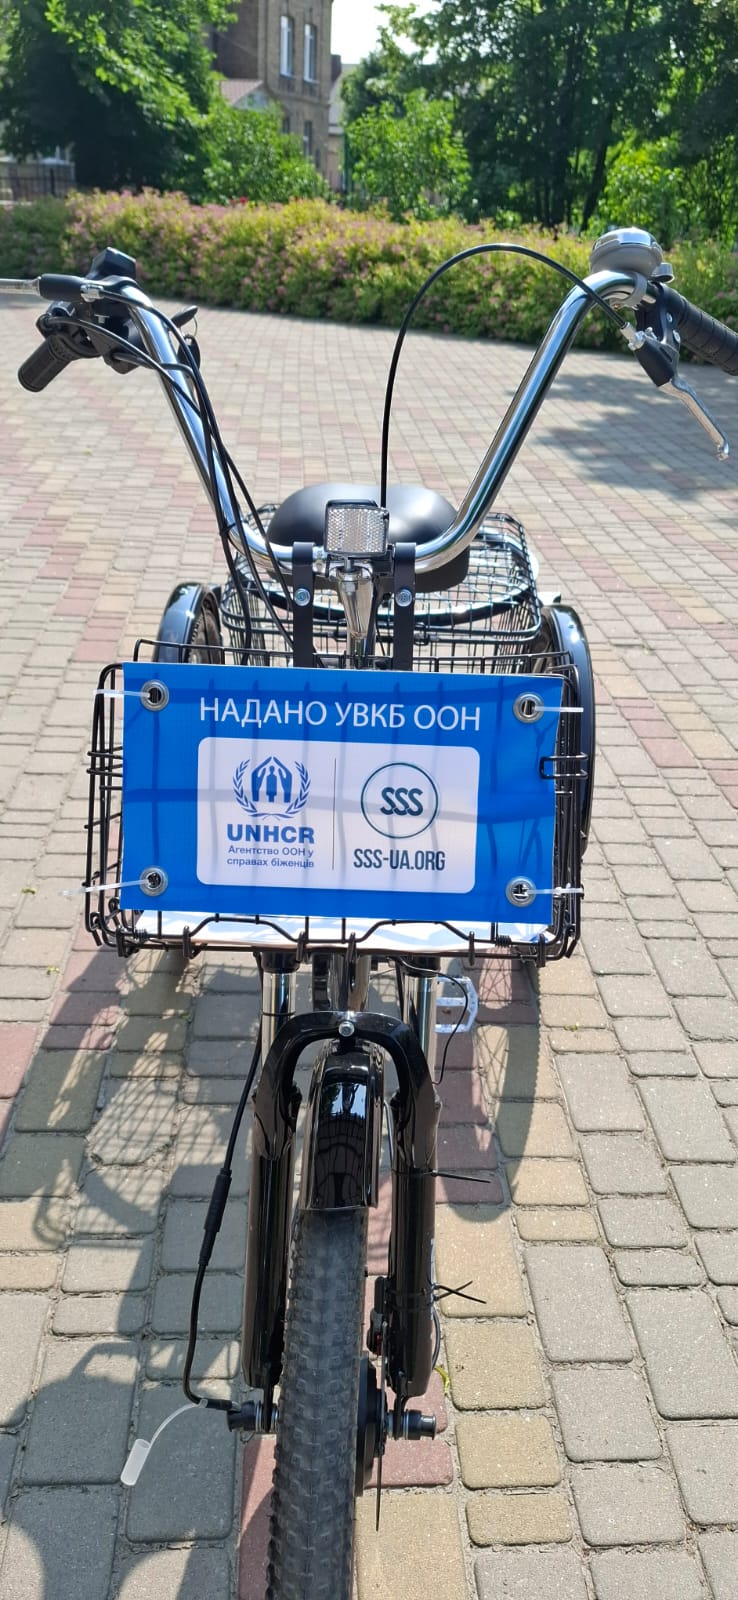 НАДАНО УВКБ ООН
UNHCR
Агентство ООН у
справах біженців
SSS
SSS-UA.ORG